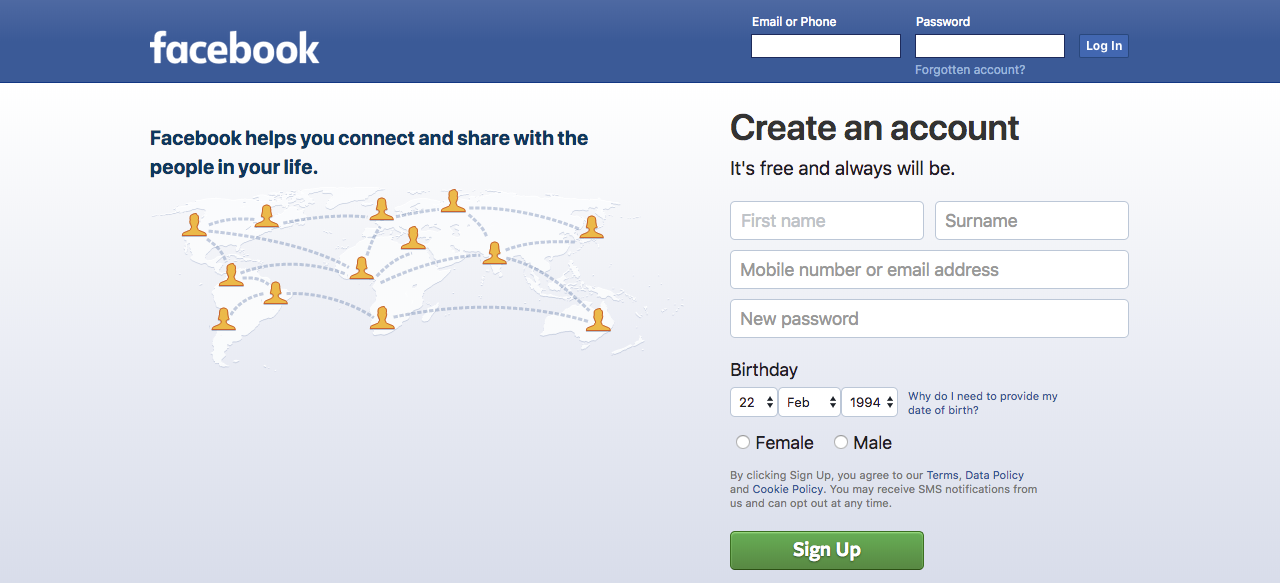 facebook
Email or Phone
Password
Log In
Forgotten account?
Facebook helps you connect and share with the
people in your life.
Create an account
It's free and always will be.
First name
Surname
Mobile number or email address
New password
Birthday
22
Feb
1994
Why do I need to provide my
date of birth?
Female
Male
By clicking Sign Up, you agree to our Terms, Data Policy
and Cookie Policy. You may receive SMS notifications from
us and can opt out at any time.
Sign Up